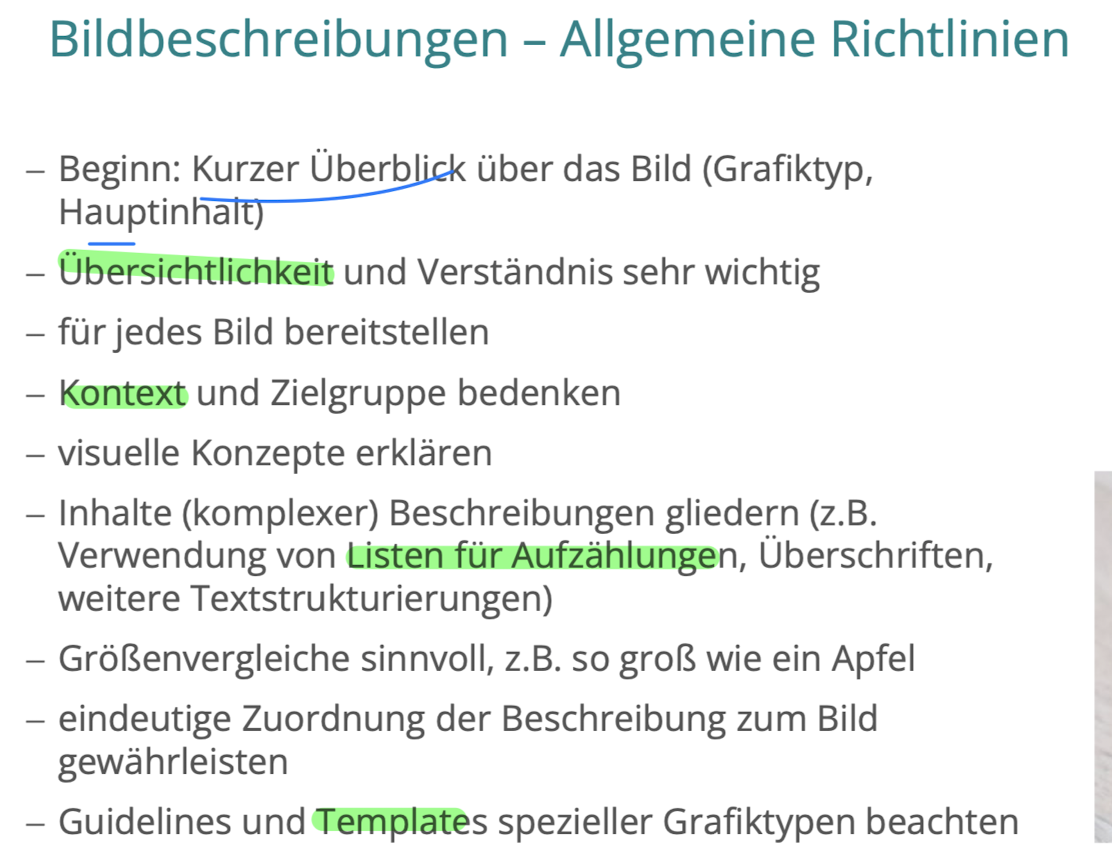 Bildbeschreibungen – Allgemeine Richtlinien
– Beginn: Kurzer Überblick über das Bild (Grafiktyp,
Hauptinhalt)
– Übersichtlichkeit und Verständnis sehr wichtig
– für jedes Bild bereitstellen
– Kontext und Zielgruppe bedenken
– visuelle Konzepte erklären
– Inhalte (komplexer) Beschreibungen gliedern (z.B.
Verwendung von Listen für Aufzählungen, Überschriften,
weitere Textstrukturierungen)
– Größenvergleiche sinnvoll, z.B. so groß wie ein Apfel
– eindeutige Zuordnung der Beschreibung zum Bild
gewährleisten
– Guidelines und Templates spezieller Grafiktypen beachten